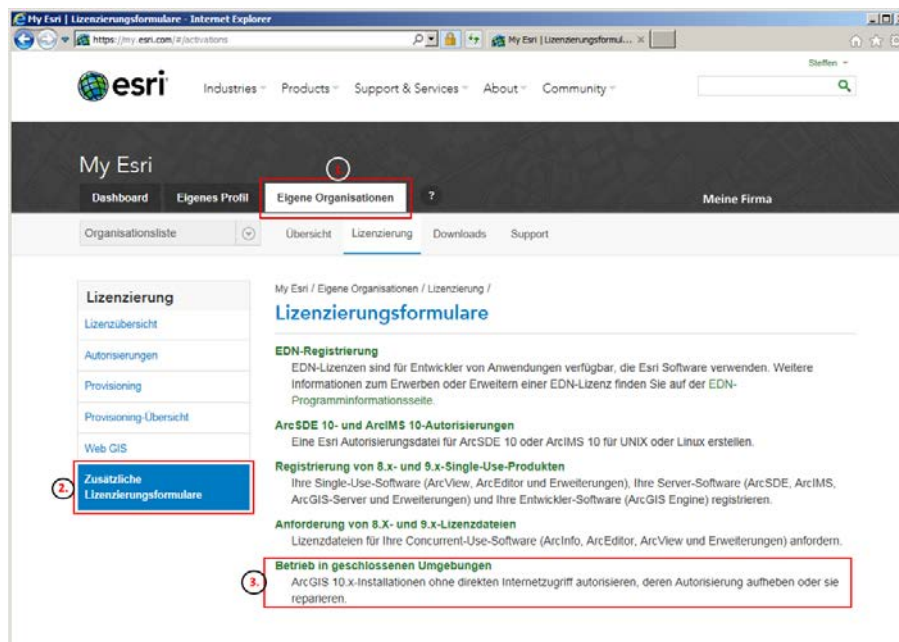 My Esri | Lizenzierungsformulare - Internet Explorer
https://my.esri.com/#/activations
My Esri | Lizenzierungsformul...
Steffen
esri
Industries Products Support & Services About Community
My Esri
1.
Dashboard Eigenes Profil Eigene Organisationen ? Meine Firma
Organisationsliste Übersicht Lizenzierung Downloads Support
Lizenzierung
Lizenzübersicht
Autorisierungen
Provisioning
Provisioning-Übersicht
Web GIS
2.
Zusätzliche
Lizenzierungsformulare
My Esri / Eigene Organisationen / Lizenzierung /
Lizenzierungsformulare
EDN-Registrierung
EDN-Lizenzen sind für Entwickler von Anwendungen verfügbar, die Esri Software verwenden. Weitere
Informationen zum Erwerben oder Erweitern einer EDN-Lizenz finden Sie auf der EDN-
Programminformationsseite.
ArcSDE 10- und ArcIMS 10-Autorisierungen
Eine Esri Autorisierungsdatei für ArcSDE 10 oder ArcIMS 10 für UNIX oder Linux erstellen.
Registrierung von 8.x- und 9.x-Single-Use-Produkten
Ihre Single-Use-Software (ArcView, ArcEditor und Erweiterungen), Ihre Server-Software (ArcSDE, ArcIMS,
ArcGIS-Server und Erweiterungen) und Ihre Entwickler-Software (ArcGIS Engine) registrieren.
Anforderung von 8.X- und 9.x-Lizenzdateien
Lizenzdateien für Ihre Concurrent-Use-Software (ArcInfo, ArcEditor, ArcView und Erweiterungen) anfordern.
3.
Betrieb in geschlossenen Umgebungen
ArcGIS 10.x-Installationen ohne direkten Internetzugriff autorisieren, deren Autorisierung aufheben oder sie
reparieren.